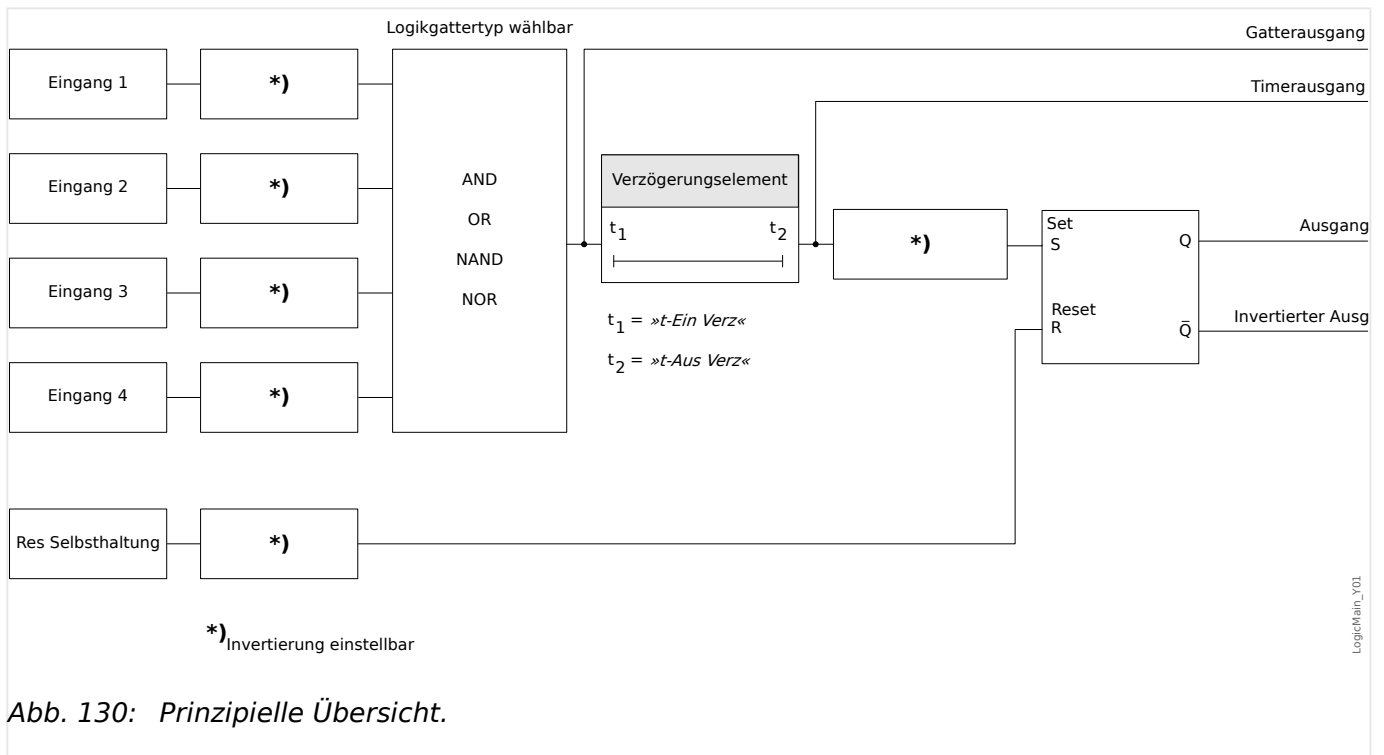 Logikgattertyp wählbar
Gatterausgang
Timerausgang
Eingang 1
*)
Eingang 2
*)
Eingang 3
*)
Eingang 4
*)
AND
OR
NAND
NOR
Verzögerungselement
t1 t2
t1 = »t-Ein Verz«
t2 = »t-Aus Verz«
*)
Set
S
Reset
R
Q
Q̅
Ausgang
Invertierter Ausg
Res Selbsthaltung
*)
*) Invertierung einstellbar
LogicMain_Y01
Abb. 130: Prinzipielle Übersicht.